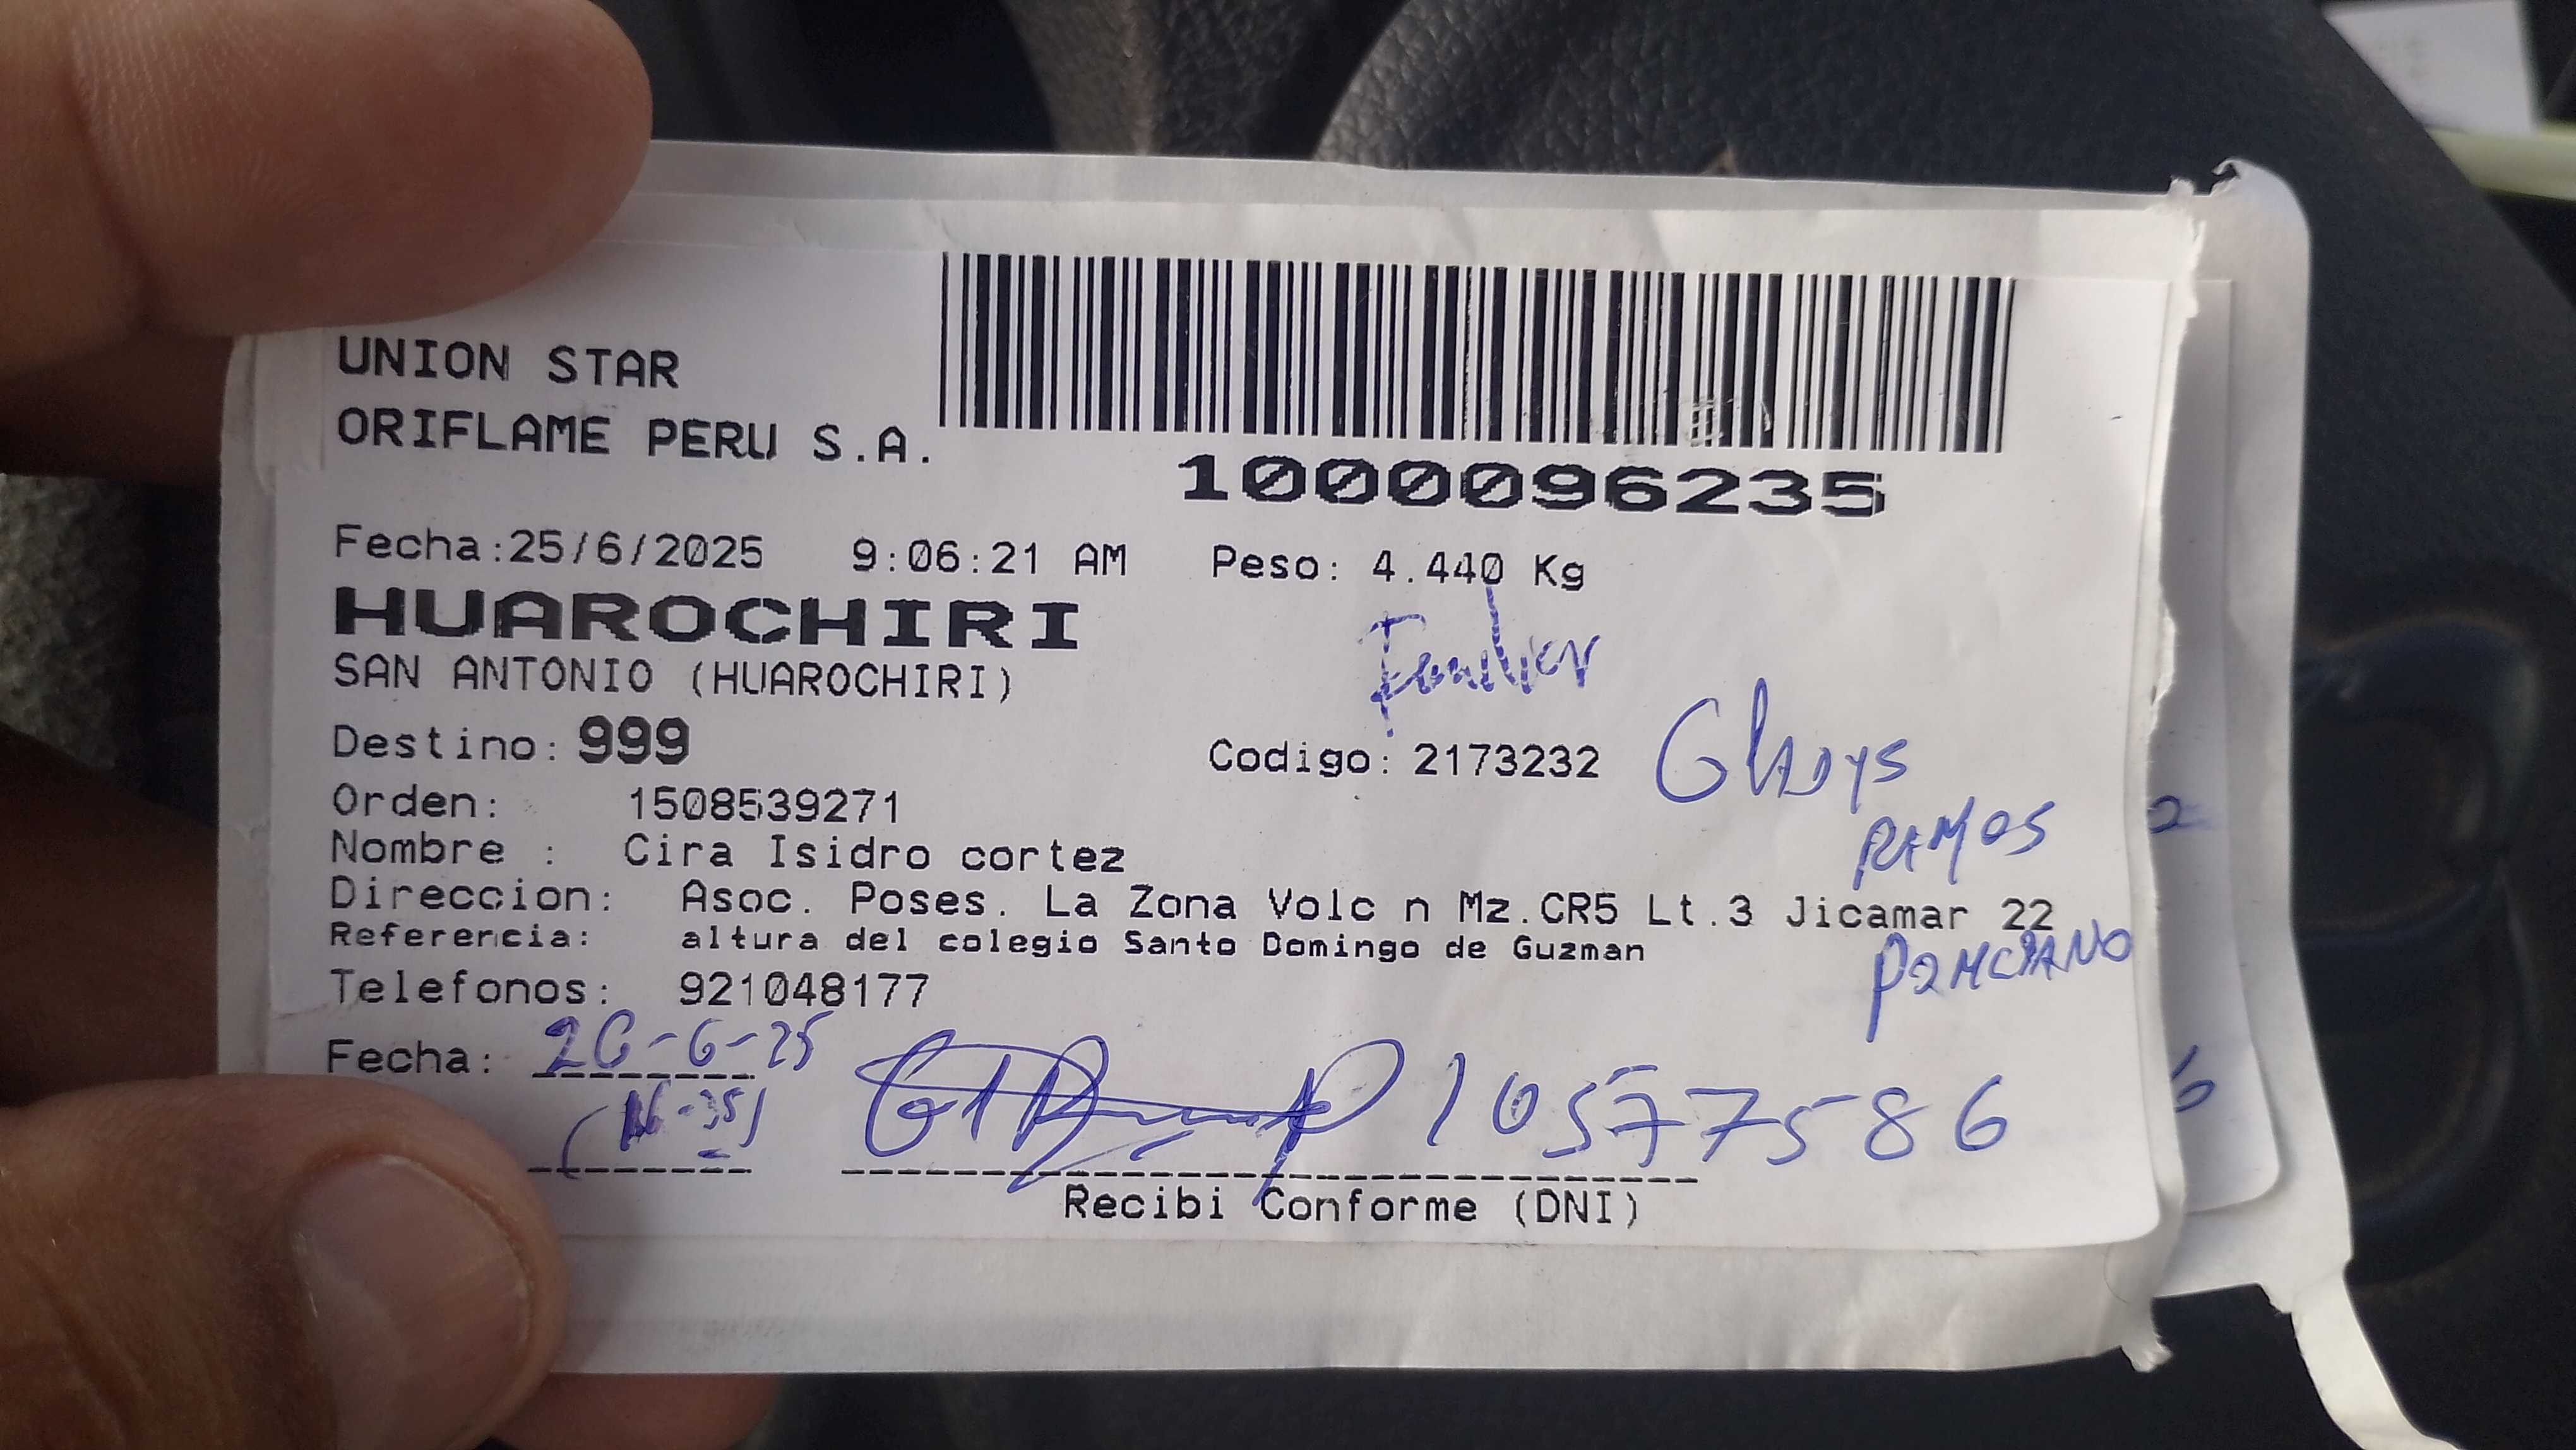 UNION STAR
ORIFLAME PERU S.A.
1000096235
Fecha:25/6/2025 9:06:21 AM Peso: 4.440 Kg
HUAROCHIRI
Familiar
SAN ANTONIO (HUAROCHIRI)
Destino: 999
Codigo: 2173232 GLADYS
Orden: 1508539271
RAMOS
Nombre : Cira Isidro cortez
Direccion: Asoc. Poses. La Zona Volc n Mz.CR5 Lt.3 Jicamar 22
Referencia: altura del colegio Santo Domingo de Guzman
PONCIANO
Telefonos: 921048177
Fecha: 26-6-25
10577586
Recibi Conforme (DNI)